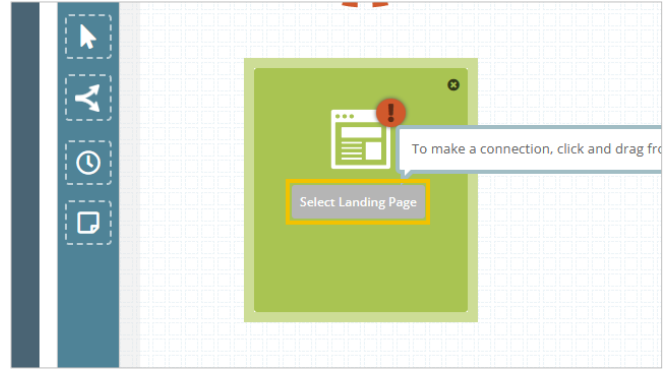 To make a connection, click and drag fro
Select Landing Page